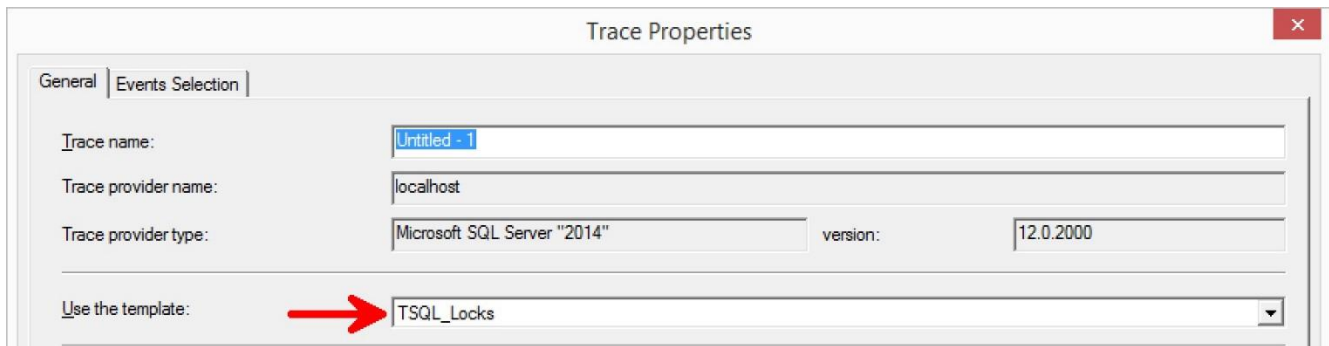 Trace Properties
General Events Selection
Trace name: Untitled - 1
Trace provider name: localhost
Trace provider type: Microsoft SQL Server "2014" version: 12.0.2000
Use the template: TSQL_Locks